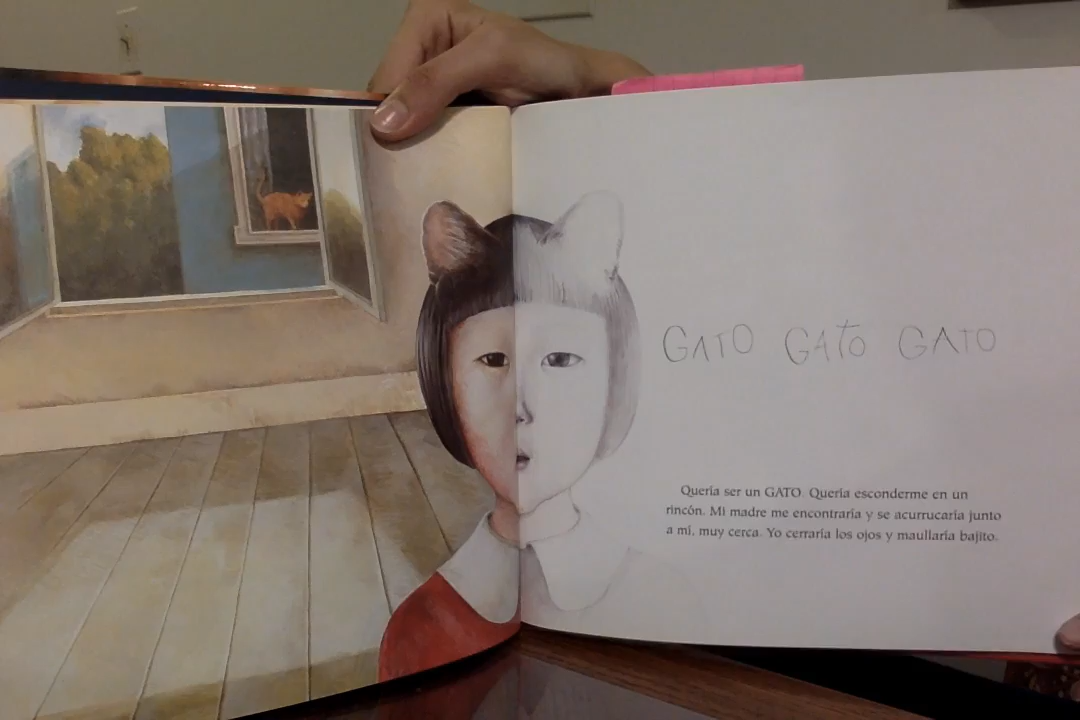 GATO GATO GATO
Quería ser un GATO. Quería esconderme en un
rincón. Mi madre me encontraría y se acurrucaría junto
a mí, muy cerca. Yo cerraría los ojos y maullaría bajito.